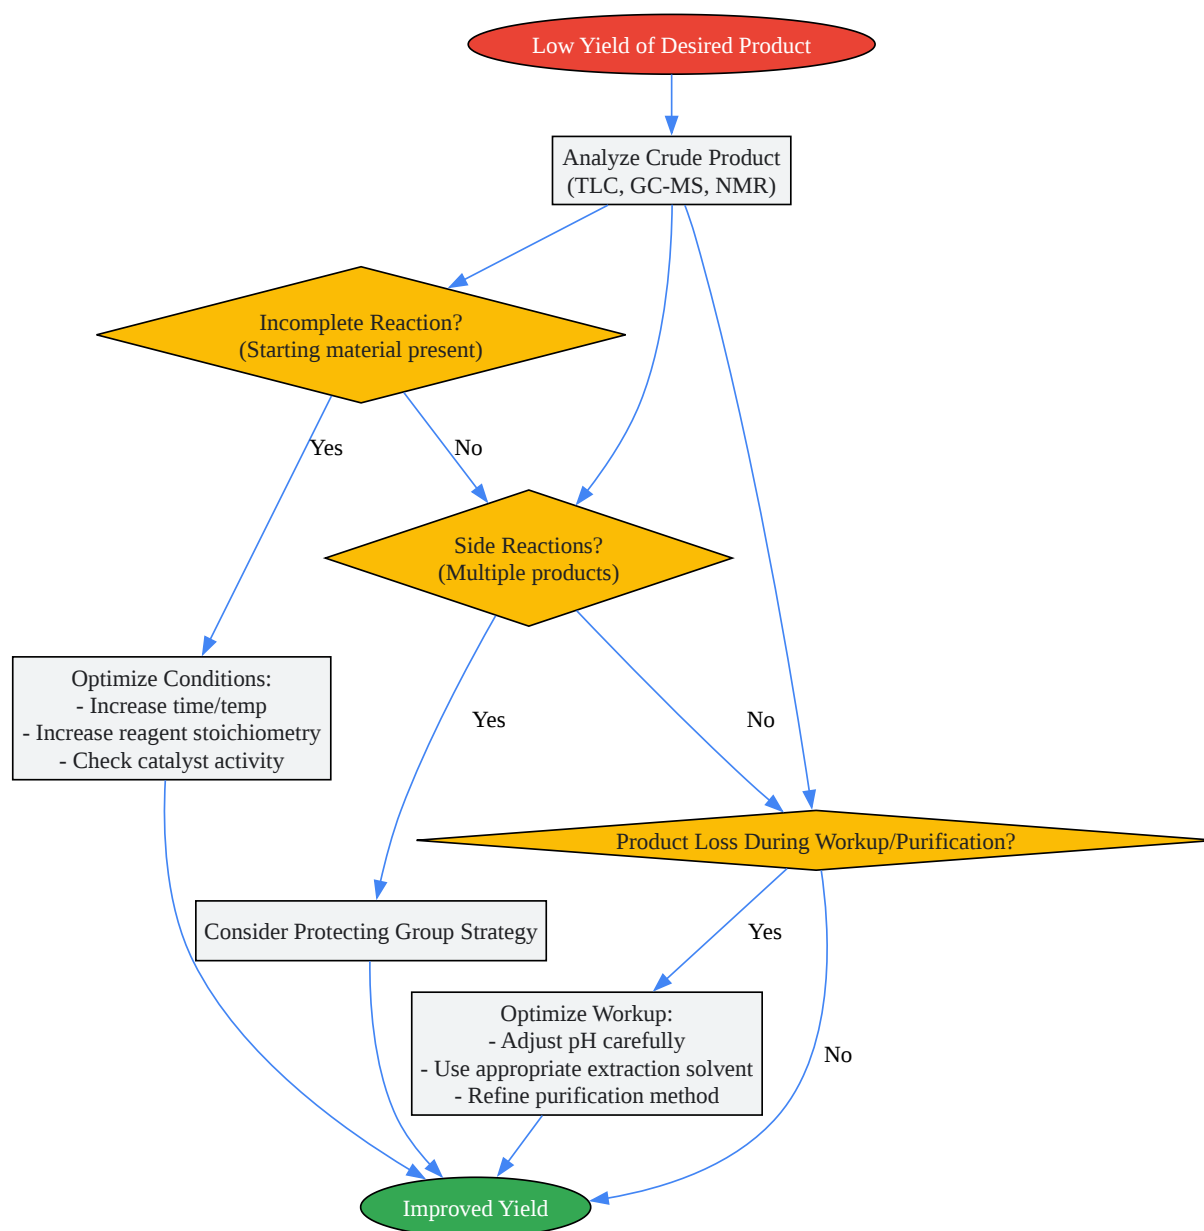 Low Yield of Desired Product
Analyze Crude Product
(TLC, GC-MS, NMR)
Incomplete Reaction?
(Starting material present)
Yes
No
Side Reactions?
(Multiple products)
Optimize Conditions:
- Increase time/temp
- Increase reagent stoichiometry
- Check catalyst activity
Yes
No
Product Loss During Workup/Purification?
Consider Protecting Group Strategy
Yes
Optimize Workup:
- Adjust pH carefully
- Use appropriate extraction solvent
- Refine purification method
No
Improved Yield